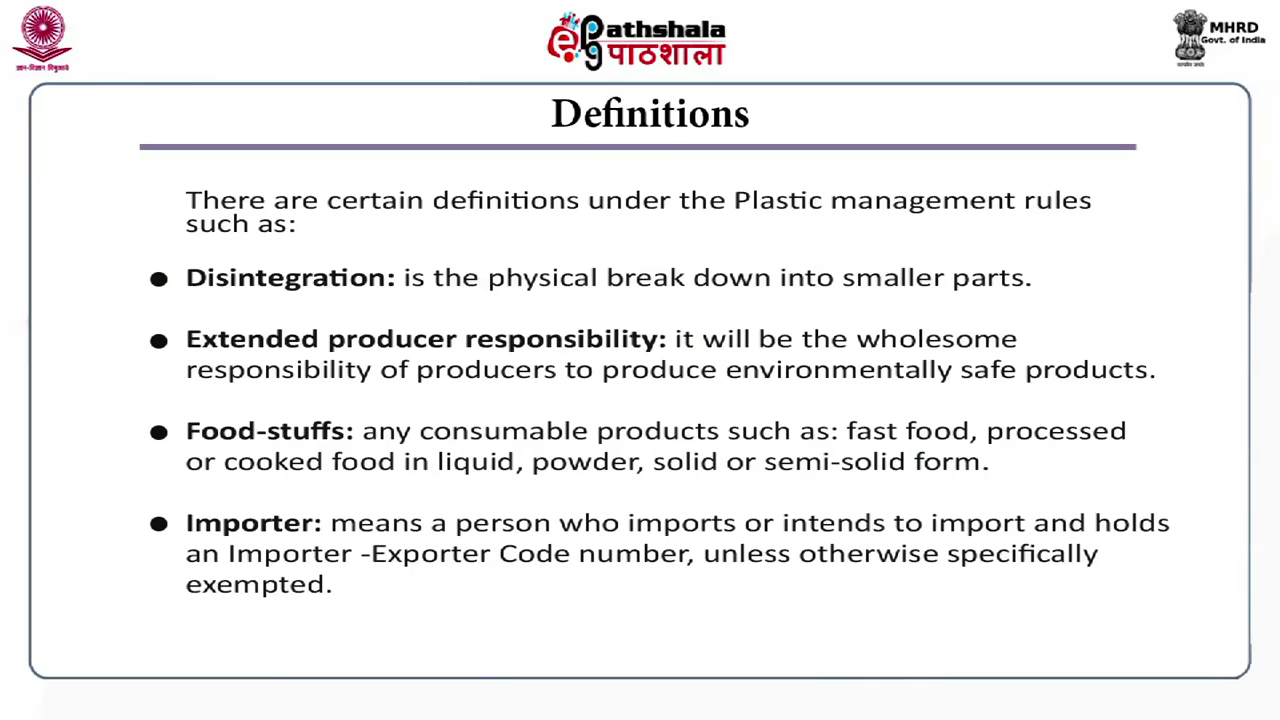 Pathshala
पाठशाला
MHRD
Govt. of India
ज्ञान-विज्ञान विमुक्तये
Definitions
There are certain definitions under the Plastic management rules
such as:
● Disintegration: is the physical break down into smaller parts.
● Extended producer responsibility: it will be the wholesome
responsibility of producers to produce environmentally safe products.
● Food-stuffs: any consumable products such as: fast food, processed
or cooked food in liquid, powder, solid or semi-solid form.
● Importer: means a person who imports or intends to import and holds
an Importer -Exporter Code number, unless otherwise specifically
exempted.